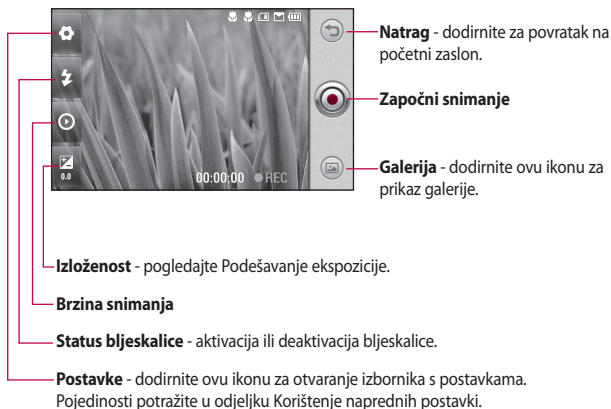 Natrag - dodirnite za povratak na
početni zaslon.
Započni snimanje
0.0
00:00:00 REC
Galerija - dodirnite ovu ikonu za
prikaz galerije.
Izloženost - pogledajte Podešavanje ekspozicije.
Brzina snimanja
Status bljeskalice - aktivacija ili deaktivacija bljeskalice.
Postavke - dodirnite ovu ikonu za otvaranje izbornika s postavkama.
Pojedinosti potražite u odjeljku Korištenje naprednih postavki.